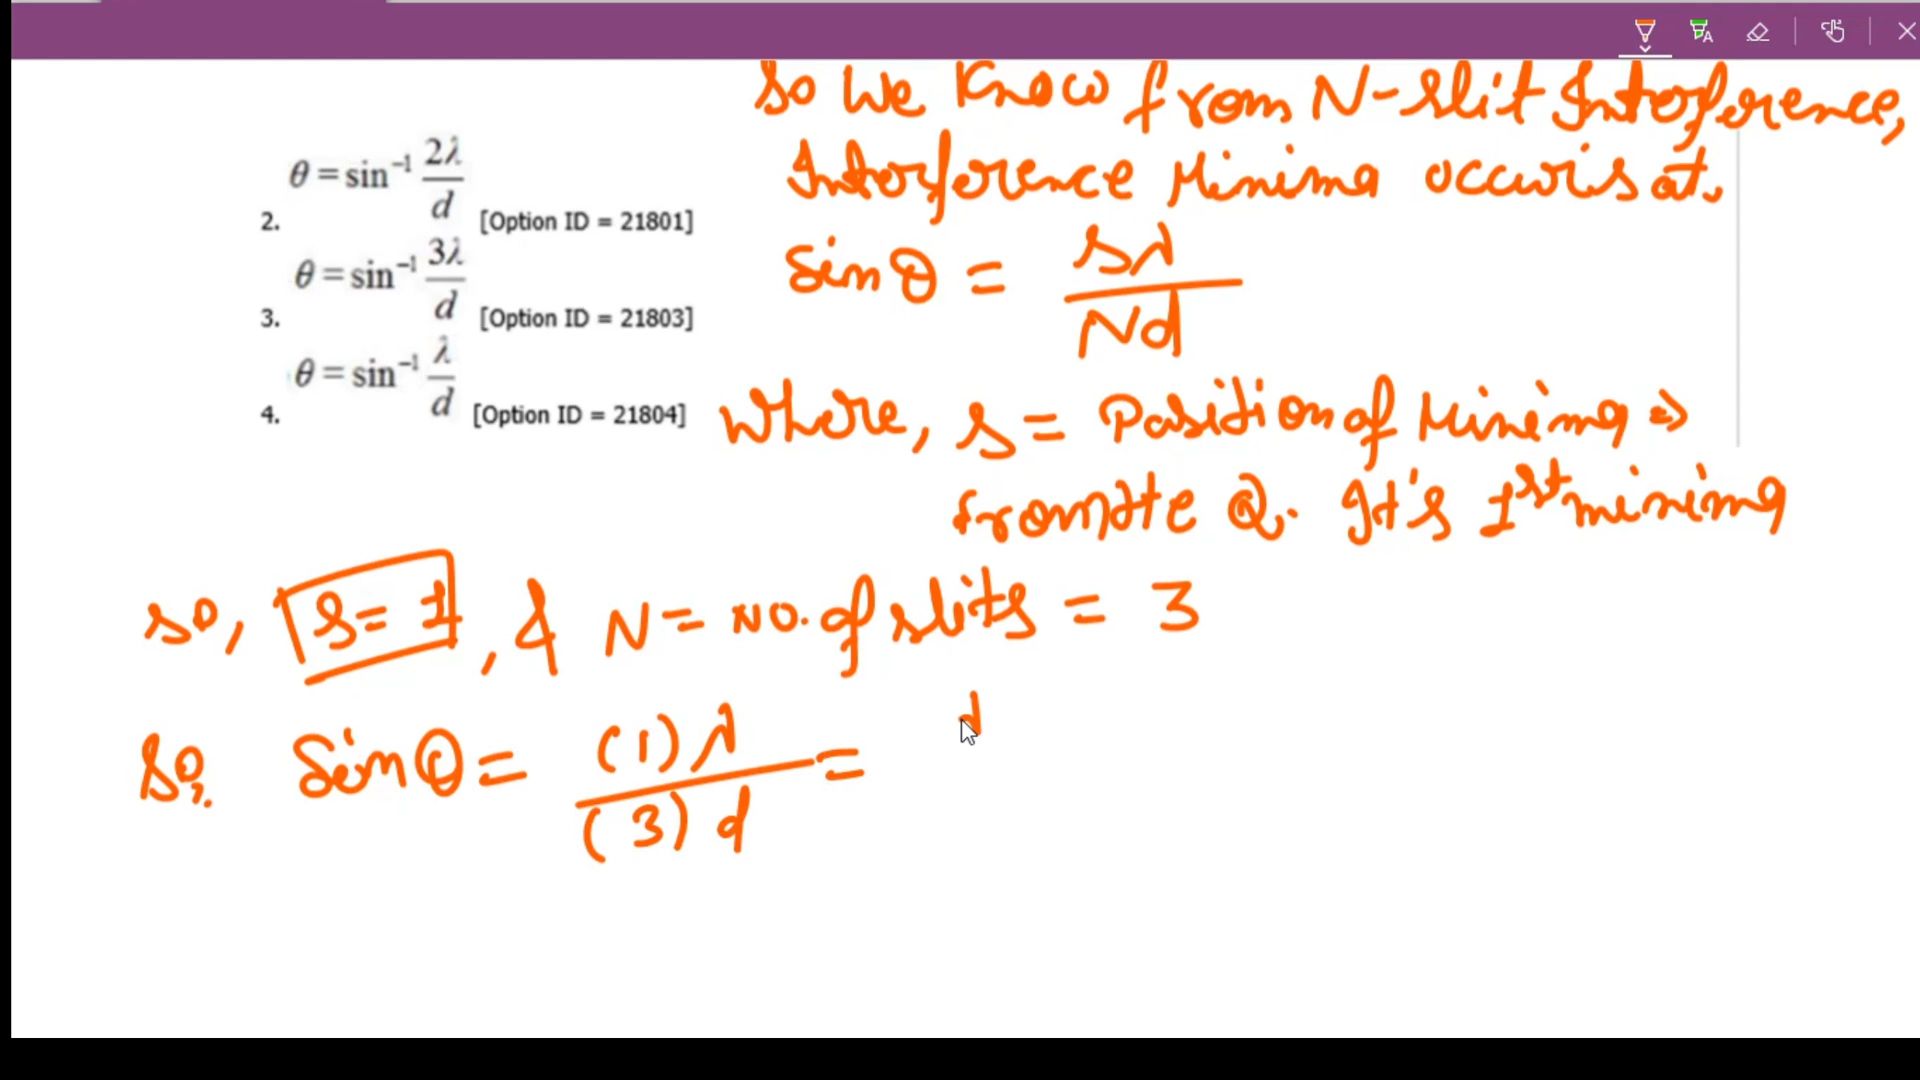 So We Know from N-slit Interference,
Interference Minima occurs at.
2. θ = sin⁻¹ 2λ/d [Option ID = 21801]
sinθ = sλ/Nd
3. θ = sin⁻¹ 3λ/d [Option ID = 21803]
4. θ = sin⁻¹ λ/d [Option ID = 21804]
Where, s = Position of Minima ⇒
from the Q. It's 1st minima
so, s = 1, & N = No. of slits = 3
So, Sinθ = (1)λ/(3)d =